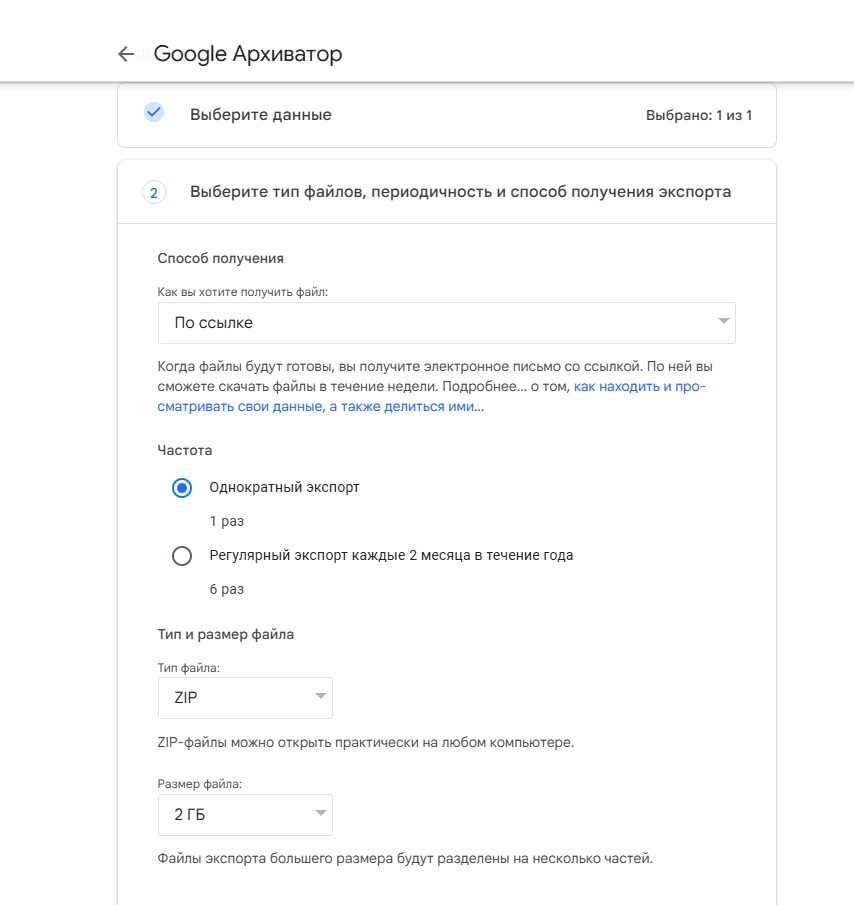 Google Архиватор
Выберите данные
Выбрано: 1 из 1
2
Выберите тип файлов, периодичность и способ получения экспорта
Способ получения
Как вы хотите получить файл:
По ссылке
Когда файлы будут готовы, вы получите электронное письмо со ссылкой. По ней вы
сможете скачать файлы в течение недели. Подробнее… о том, как находить и про-
сматривать свои данные, а также делиться ими…
Частота
Однократный экспорт
1 раз
Регулярный экспорт каждые 2 месяца в течение года
6 раз
Тип и размер файла
Тип файла:
ZIP
ZIP-файлы можно открыть практически на любом компьютере.
Размер файла:
2 ГБ
Файлы экспорта большего размера будут разделены на несколько частей.